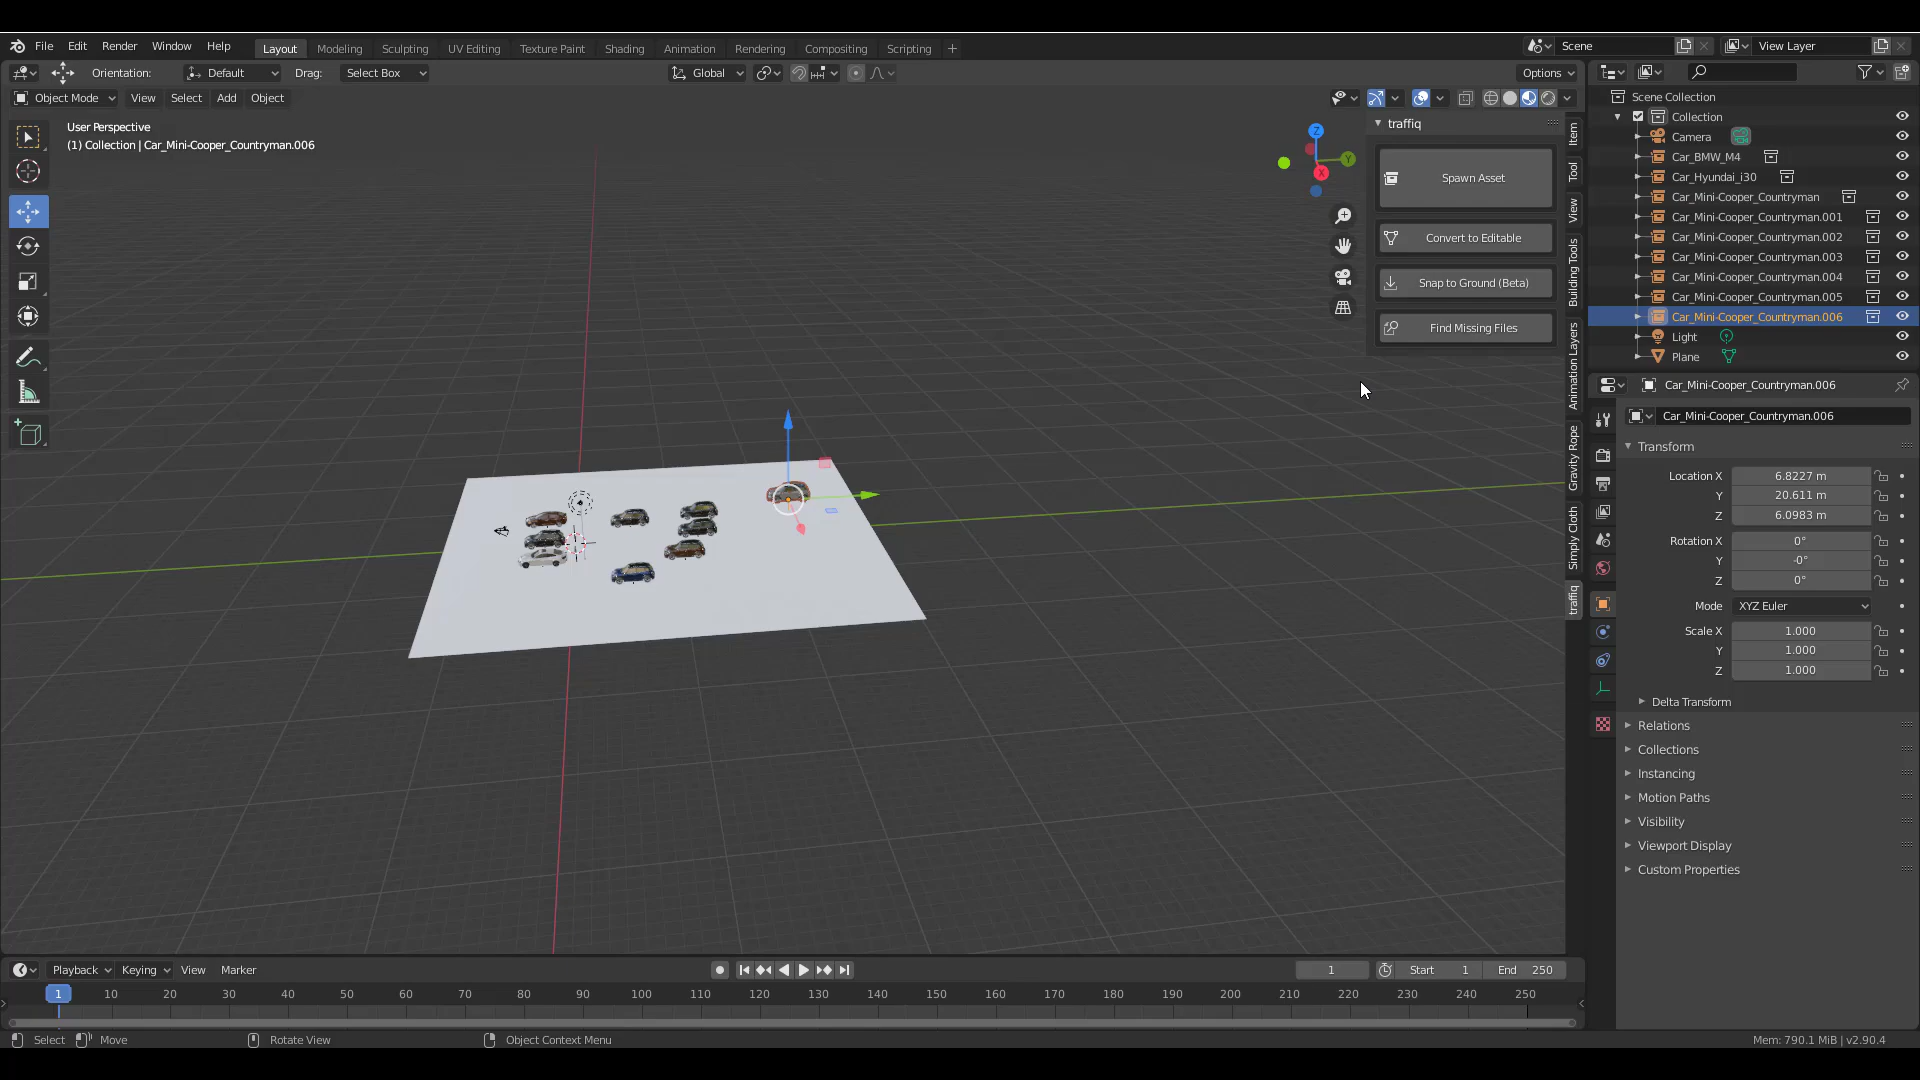 File Edit Render Window Help Layout Modeling Sculpting UV Editing Texture Paint Shading Animation Rendering Compositing Scripting Scene View Layer
Orientation: Default Drag: Select Box Global Options
Object Mode View Select Add Object
User Perspective
(1) Collection | Car_Mini-Cooper_Countryman.006
Z
Y
X
traffiq
Spawn Asset
Convert to Editable
Snap to Ground (Beta)
Find Missing Files
Item
Tool
View
Building Tools
Animation Layers
Gravity Rope
Simply Cloth
traffiq
Scene Collection
Collection
Camera
Car_BMW_M4
Car_Hyundai_i30
Car_Mini-Cooper_Countryman
Car_Mini-Cooper_Countryman.001
Car_Mini-Cooper_Countryman.002
Car_Mini-Cooper_Countryman.003
Car_Mini-Cooper_Countryman.004
Car_Mini-Cooper_Countryman.005
Car_Mini-Cooper_Countryman.006
Light
Plane
Car_Mini-Cooper_Countryman.006
Car_Mini-Cooper_Countryman.006
Transform
Location X 6.8227 m
Y 20.611 m
Z 6.0983 m
Rotation X 0°
Y -0°
Z 0°
Mode XYZ Euler
Scale X 1.000
Y 1.000
Z 1.000
Delta Transform
Relations
Collections
Instancing
Motion Paths
Visibility
Viewport Display
Custom Properties
Playback Keying View Marker 1 Start 1 End 250
1 10 20 30 40 50 60 70 80 90 100 110 120 130 140 150 160 170 180 190 200 210 220 230 240 250
Select Move Rotate View Object Context Menu Mem: 790.1 MiB | v2.90.4